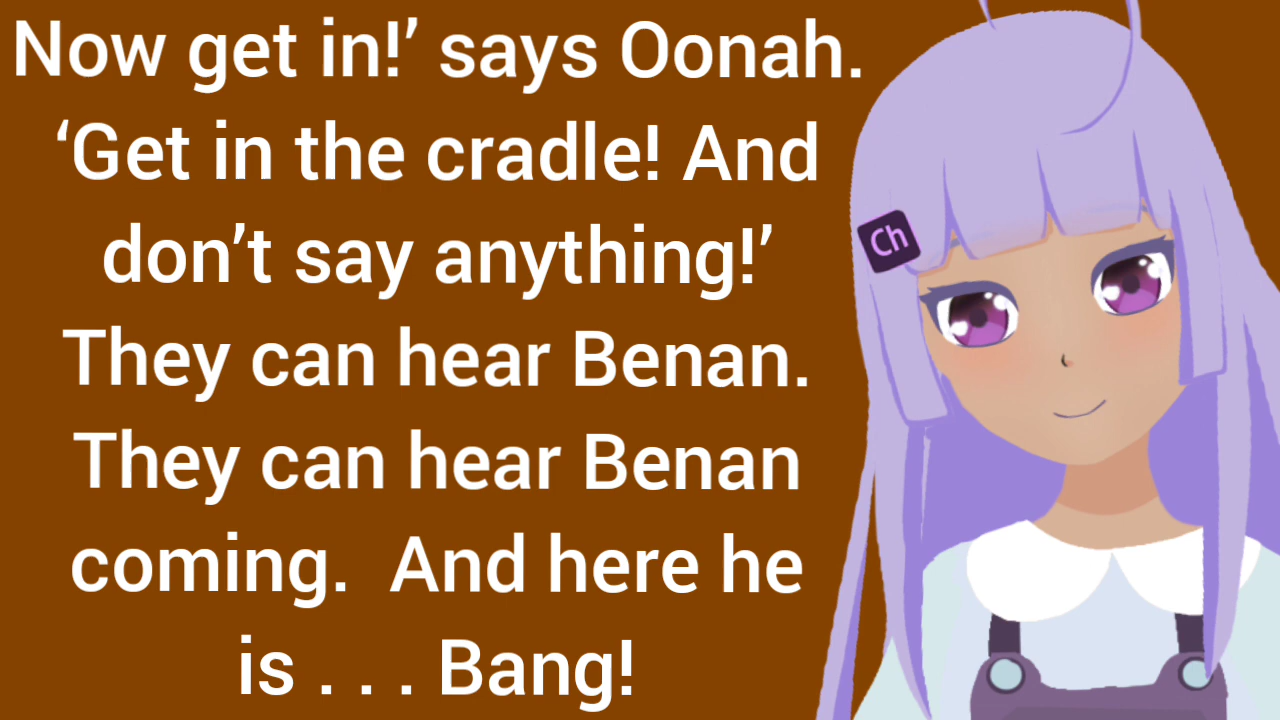 Now get in!’ says Oonah.
‘Get in the cradle! And
don’t say anything!’
They can hear Benan.
They can hear Benan
coming.  And here he
is . . . Bang!
Ch